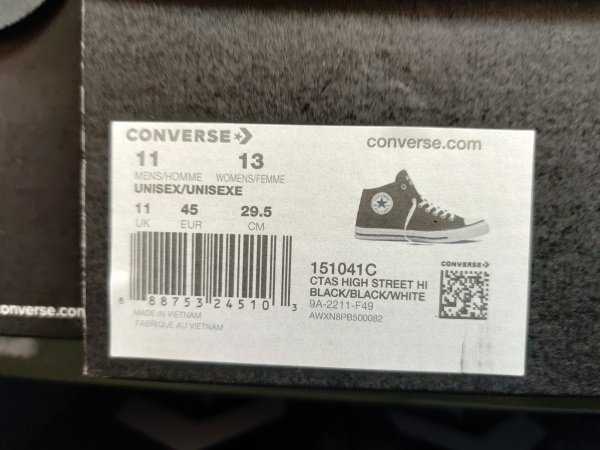 CONVERSE
converse.com
11 13
MENS/HOMME WOMENS/FEMME
UNISEX/UNISEXE
11 45 29.5
UK EUR CM
8 88753 24510 3
MADE IN VIETNAM
FABRIQUE AU VIETNAM
151041C
CTAS HIGH STREET HI
BLACK/BLACK/WHITE
9A-2211-F49
AWXN8PB500082
CONVERSE
onverse.com